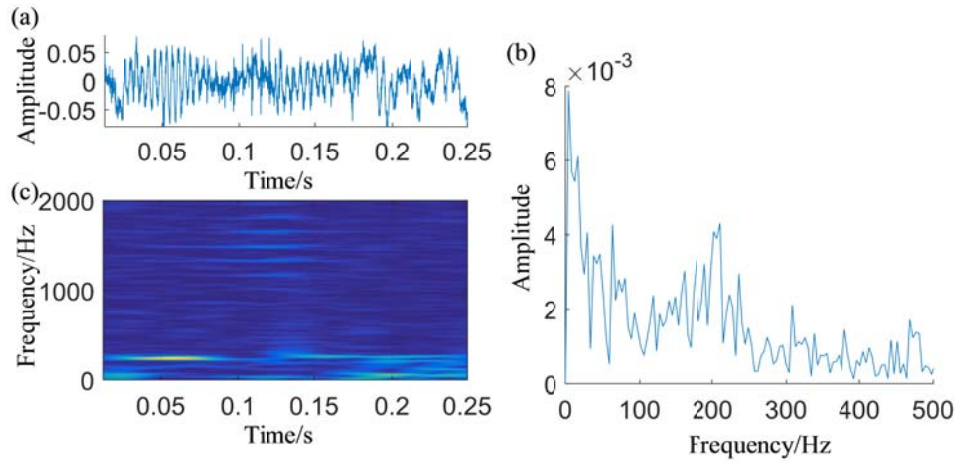 (a)
Amplitude
0.05
0
-0.05
0.05 0.1 0.15 0.2 0.25
Time/s
(c)
Frequency/Hz
2000
1000
0
0.05 0.1 0.15 0.2 0.25
Time/s
(b)
×10⁻³
Amplitude
8
6
4
2
0
0 100 200 300 400 500
Frequency/Hz